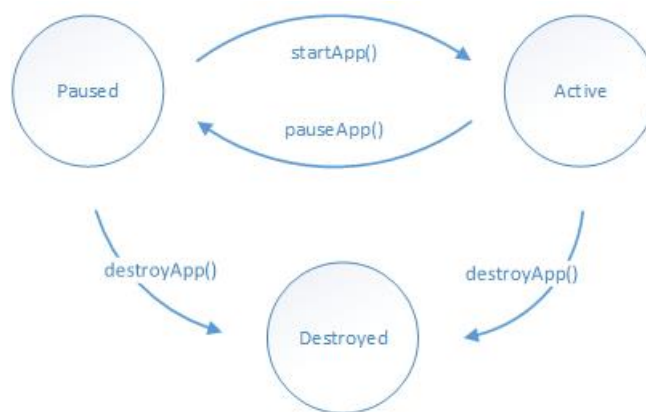 startApp()
Paused
Active
pauseApp()
destroyApp()
destroyApp()
Destroyed